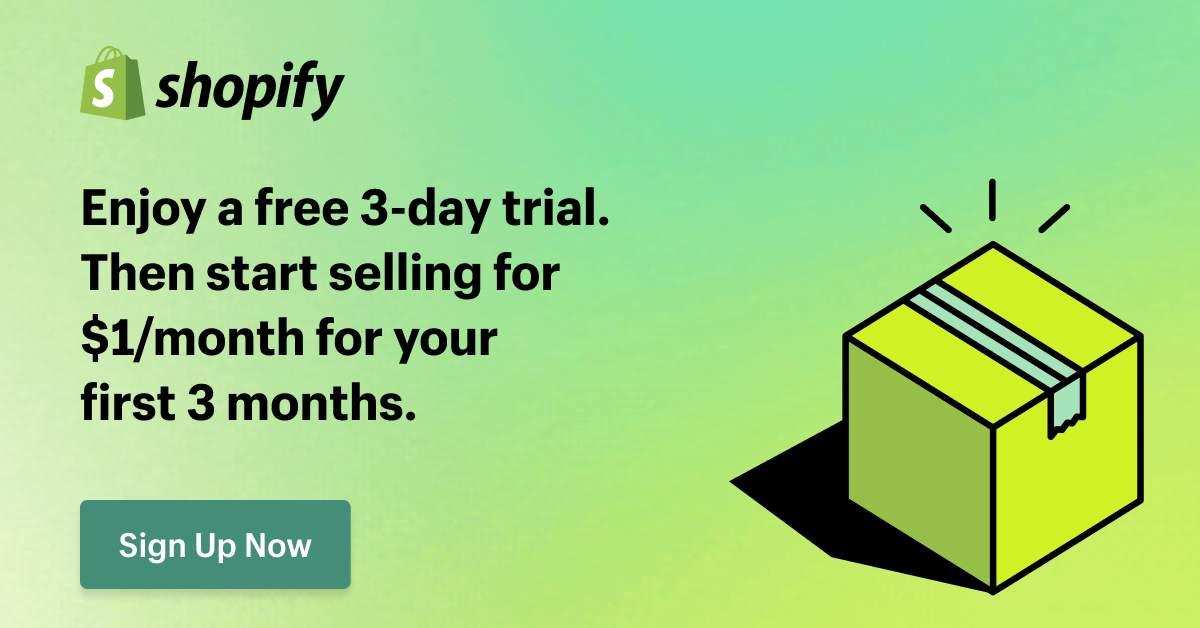 shopify
Enjoy a free 3-day trial.
Then start selling for
$1/month for your
first 3 months.
Sign Up Now